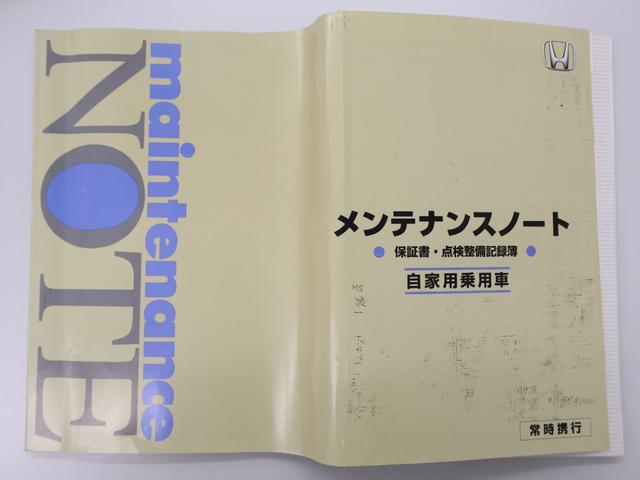 maintenance
NOTE
メンテナンスノート
保証書・点検整備記録簿
自家用乗用車
常時携行